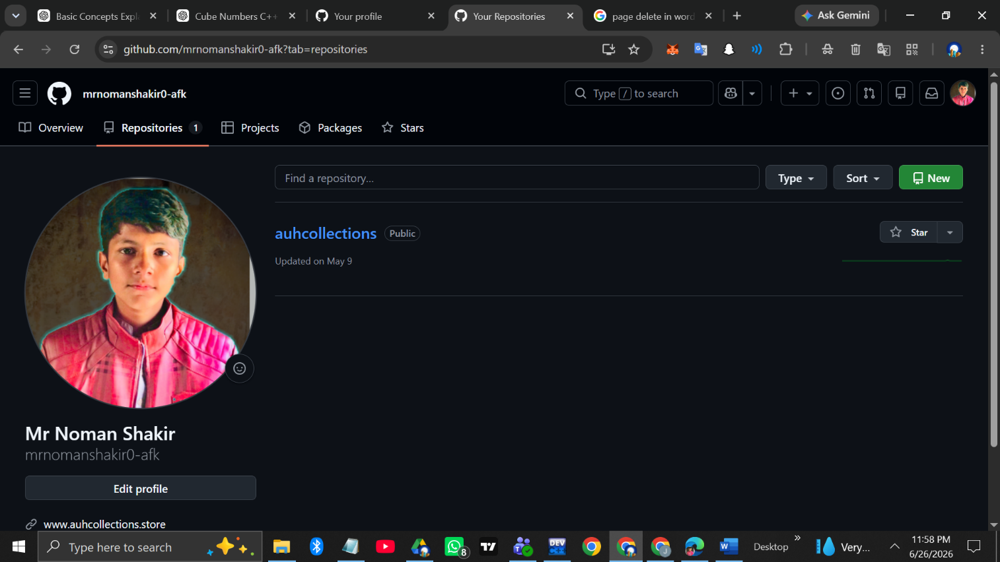 Basic Concepts Expl
Cube Numbers C++
Your profile
Your Repositories
page delete in word
Ask Gemini
github.com/mrnomanshakir0-afk?tab=repositories
mrnomanshakir0-afk
Type / to search
Overview
Repositories 1
Projects
Packages
Stars
Find a repository...
Type
Sort
New
auhcollections Public
Star
Updated on May 9
Mr Noman Shakir
mrnomanshakir0-afk
Edit profile
www.auhcollections.store
Type here to search
8
DEV
C++
J
W
Desktop
Very...
11:58 PM
6/26/2026